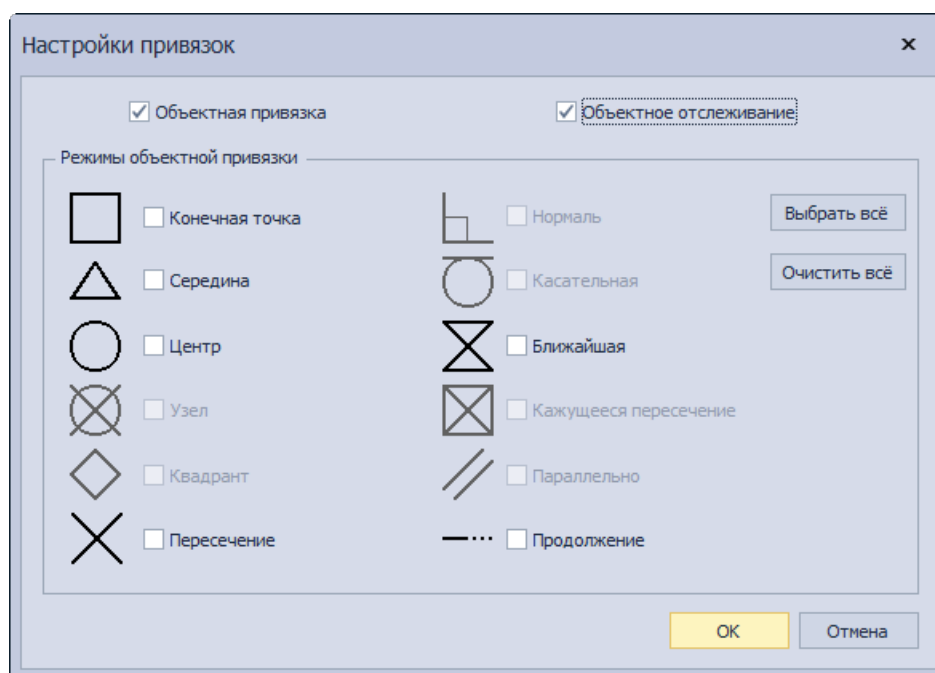 Настройки привязок
Объектная привязка Объектное отслеживание
Режимы объектной привязки
Конечная точка Нормаль Выбрать всё
Середина Касательная Очистить всё
Центр Ближайшая
Узел Кажущееся пересечение
Квадрант Параллельно
Пересечение Продолжение
OK Отмена